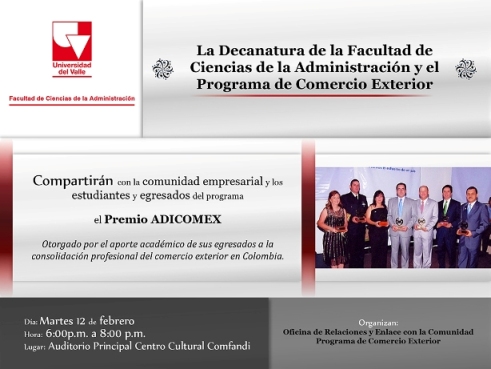 Universidad
del Valle
Facultad de Ciencias de la Administración
La Decanatura de la Facultad de
Ciencias de la Administración y el
Programa de Comercio Exterior
Compartirán con la comunidad empresarial y los
estudiantes y egresados del programa
el Premio ADICOMEX
Otorgado por el aporte académico de sus egresados a la
consolidación profesional del comercio exterior en Colombia.
Día: Martes 12 de febrero
Hora: 6:00p.m. a 8:00 p.m.
Lugar: Auditorio Principal Centro Cultural Comfandi
Organizan:
Oficina de Relaciones y Enlace con la Comunidad
Programa de Comercio Exterior